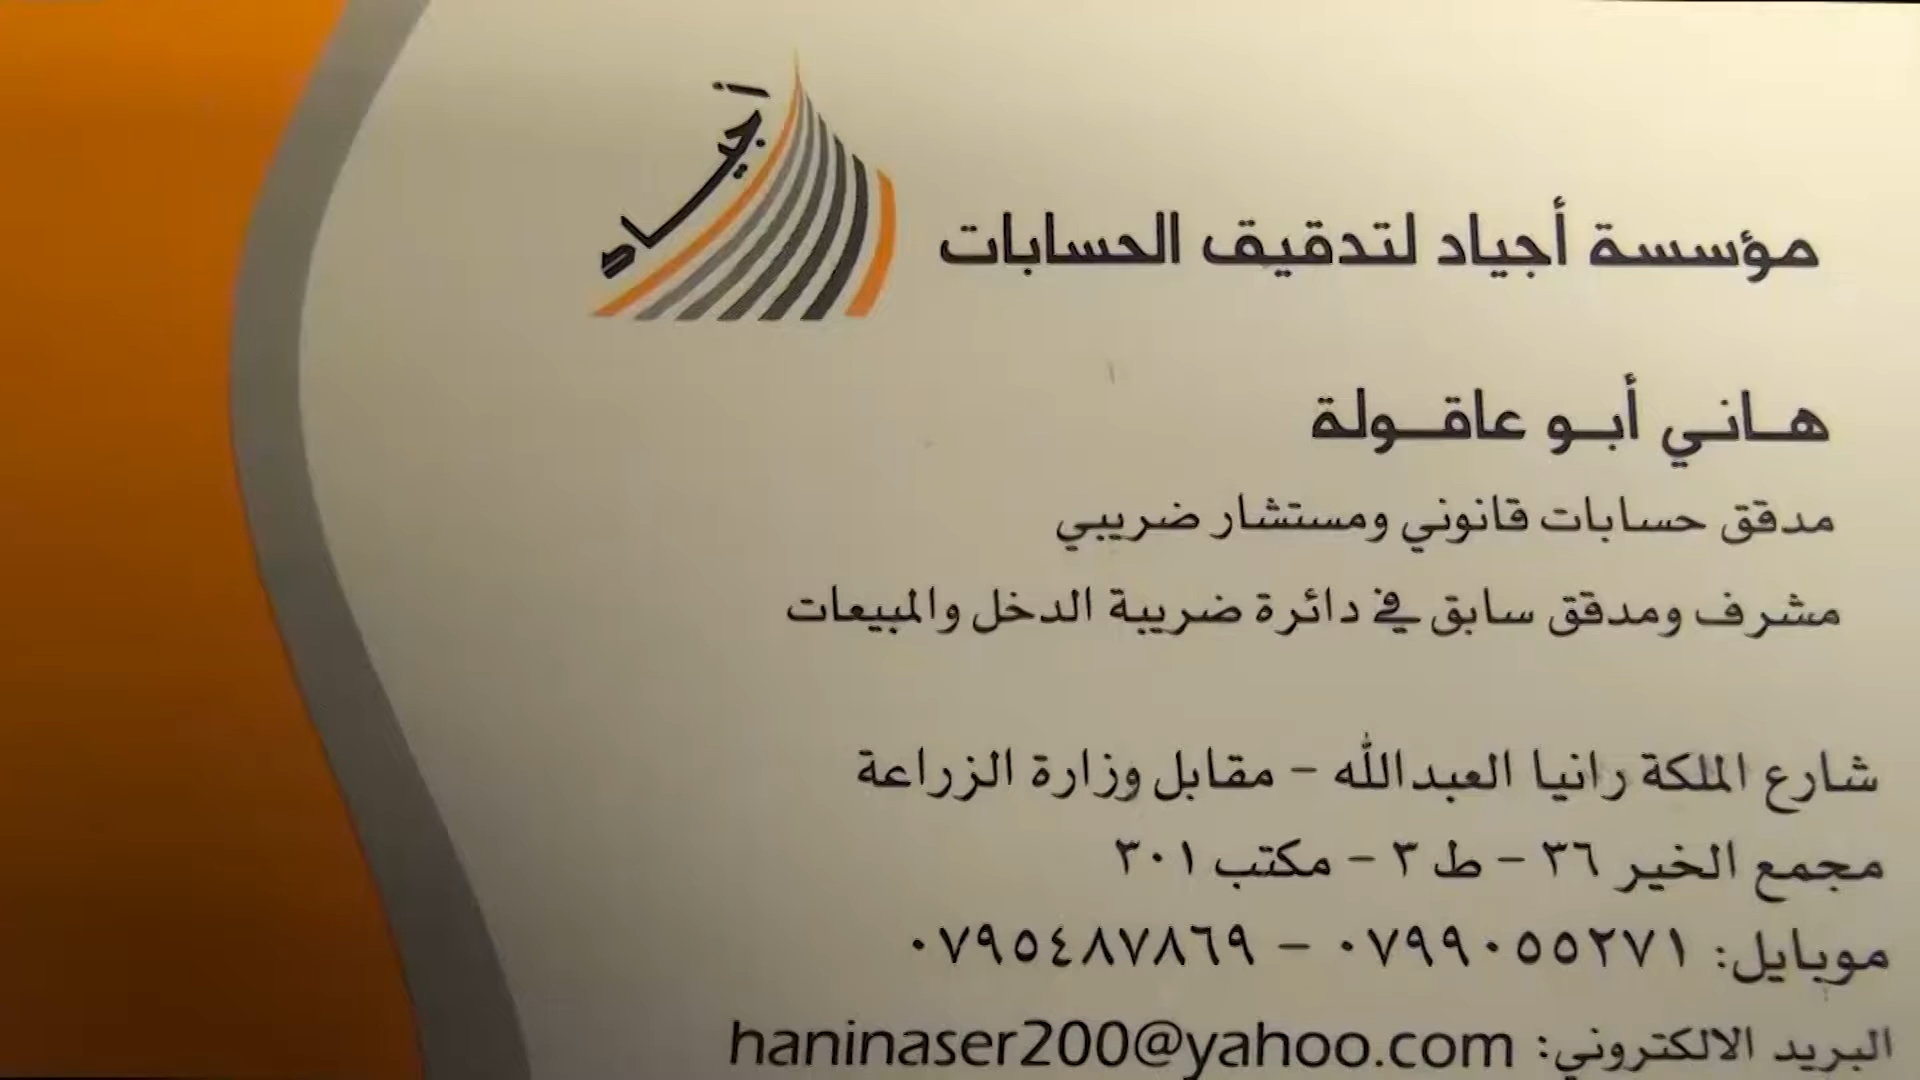 أجياد
مؤسسة أجياد لتدقيق الحسابات
هاني أبو عاقولة
مدقق حسابات قانوني ومستشار ضريبي
مشرف ومدقق سابق في دائرة ضريبة الدخل والمبيعات
شارع الملكة رانيا العبدالله - مقابل وزارة الزراعة
مجمع الخير ٣٦ - ط ٣ - مكتب ٣٠١
موبايل: ٠٧٩٩٠٥٥٢٧١ - ٠٧٩٥٤٨٧٨٦٩
البريد الالكتروني: haninaser200@yahoo.com